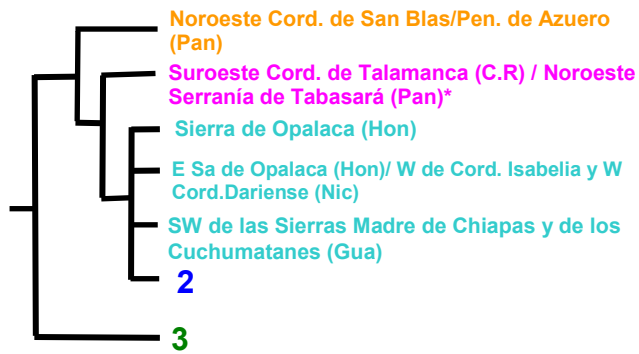 Noroeste Cord. de San Blas/Pen. de Azuero
(Pan)
Suroeste Cord. de Talamanca (C.R) / Noroeste
Serranía de Tabasará (Pan)*
Sierra de Opalaca (Hon)
E Sa de Opalaca (Hon)/ W de Cord. Isabelia y W
Cord.Dariense (Nic)
SW de las Sierras Madre de Chiapas y de los
Cuchumatanes (Gua)
2
3